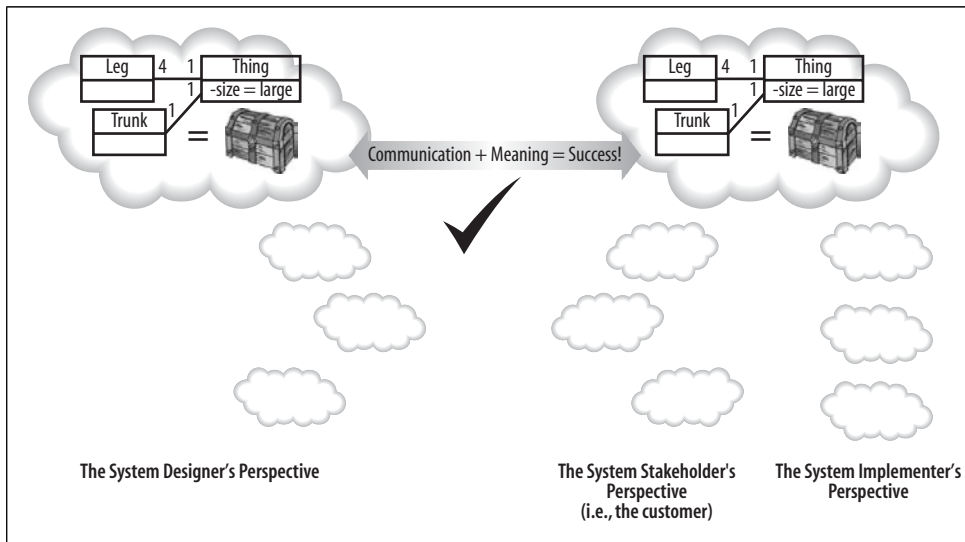 Leg 4 1 Thing
1 -size = large
Trunk 1
=
Leg 4 1 Thing
1 -size = large
Trunk 1
=
Communication + Meaning = Success!
The System Designer's Perspective
The System Stakeholder's
Perspective
(i.e., the customer)
The System Implementer's
Perspective